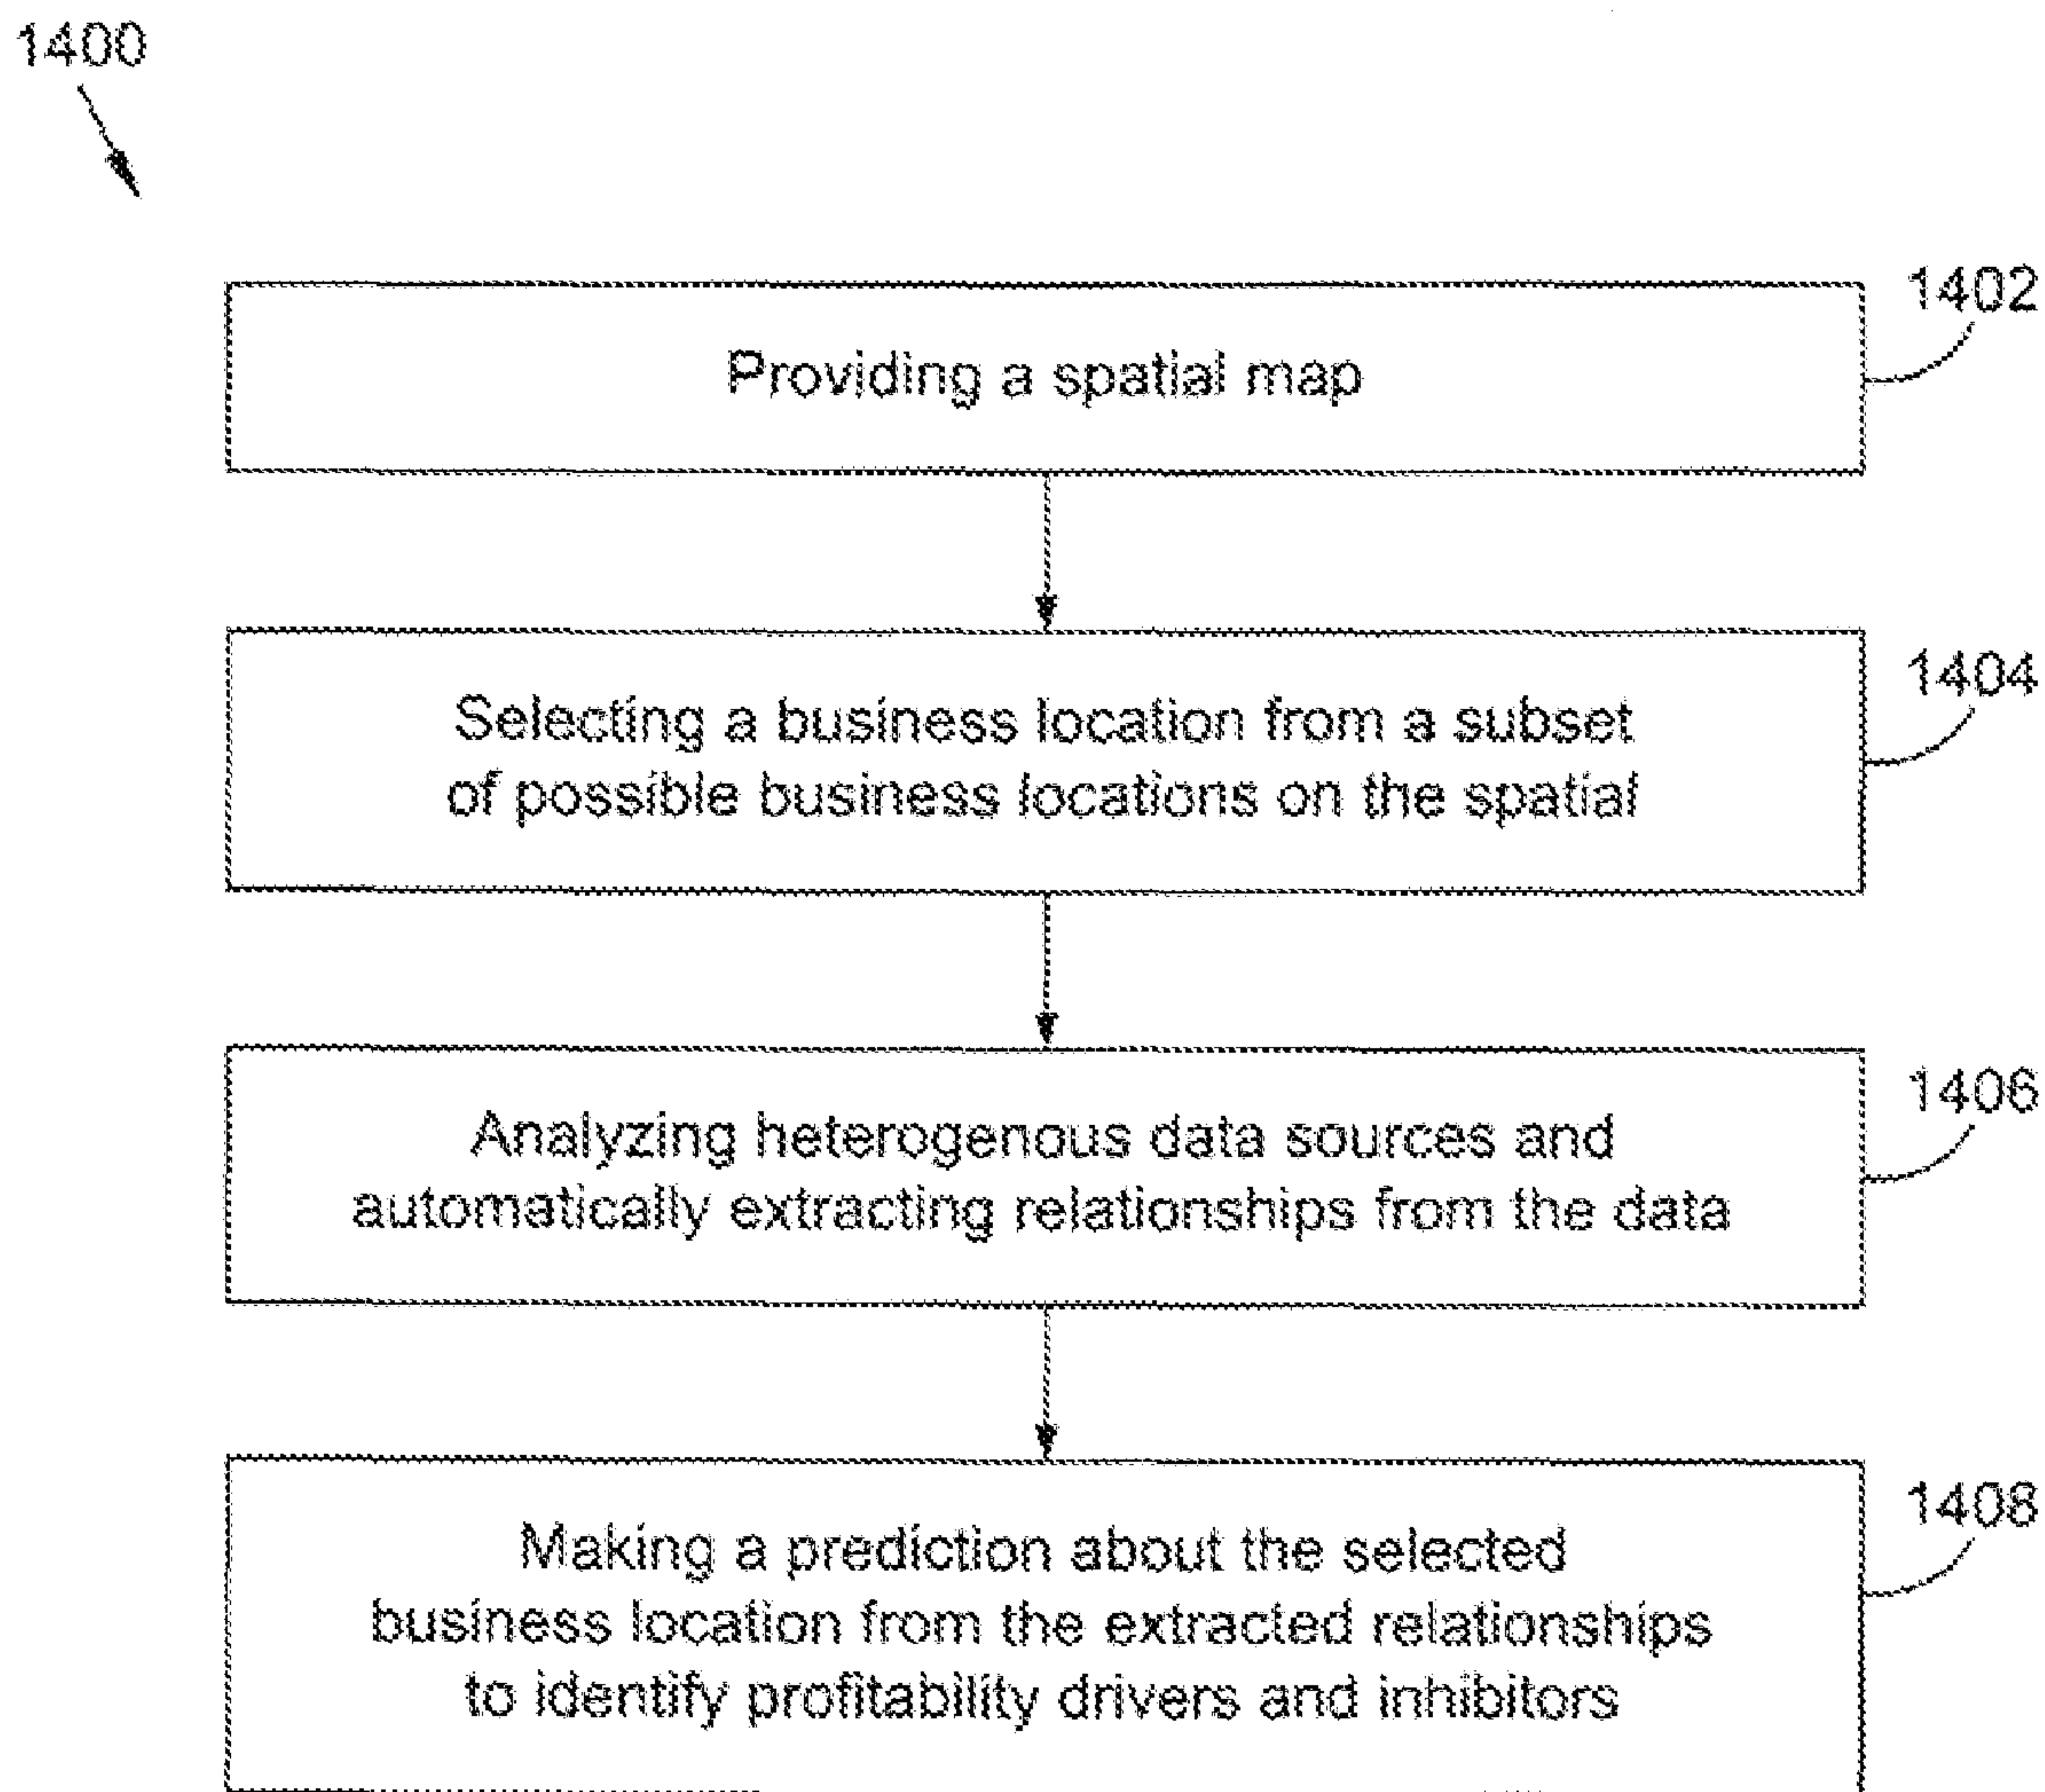 1400
1402
Providing a spatial map
1404
Selecting a business location from a subset
of possible business locations on the spatial
1406
Analyzing heterogenous data sources and
automatically extracting relationships from the data
1408
Making a prediction about the selected
business location from the extracted relationships
to identify profitability drivers and inhibitors